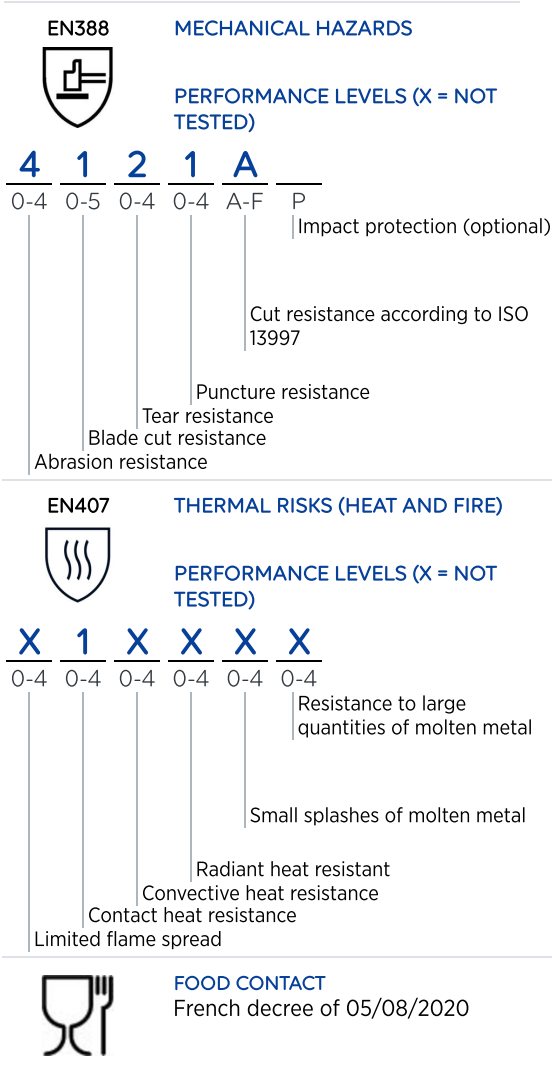 EN388
MECHANICAL HAZARDS
PERFORMANCE LEVELS (X = NOT
TESTED)
4 1 2 1 A
0-4 0-5 0-4 0-4 A-F P
Impact protection (optional)
Cut resistance according to ISO
13997
Puncture resistance
Tear resistance
Blade cut resistance
Abrasion resistance
EN407
THERMAL RISKS (HEAT AND FIRE)
PERFORMANCE LEVELS (X = NOT
TESTED)
X 1 X X X X
0-4 0-4 0-4 0-4 0-4 0-4
Resistance to large
quantities of molten metal
Small splashes of molten metal
Radiant heat resistant
Convective heat resistance
Contact heat resistance
Limited flame spread
FOOD CONTACT
French decree of 05/08/2020